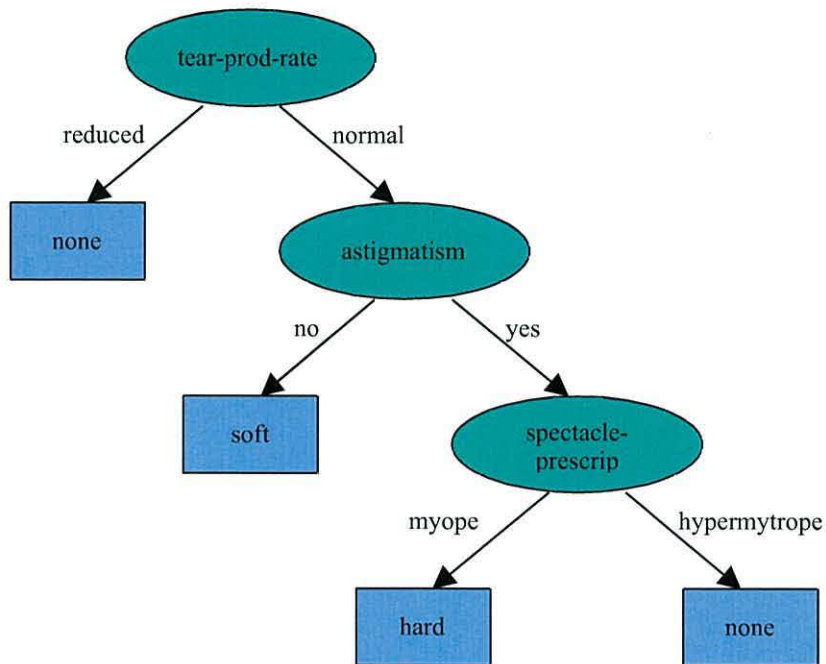 tear-prod-rate
reduced
normal
none
astigmatism
no
yes
soft
spectacle-
prescrip
myope
hypermytrope
hard
none